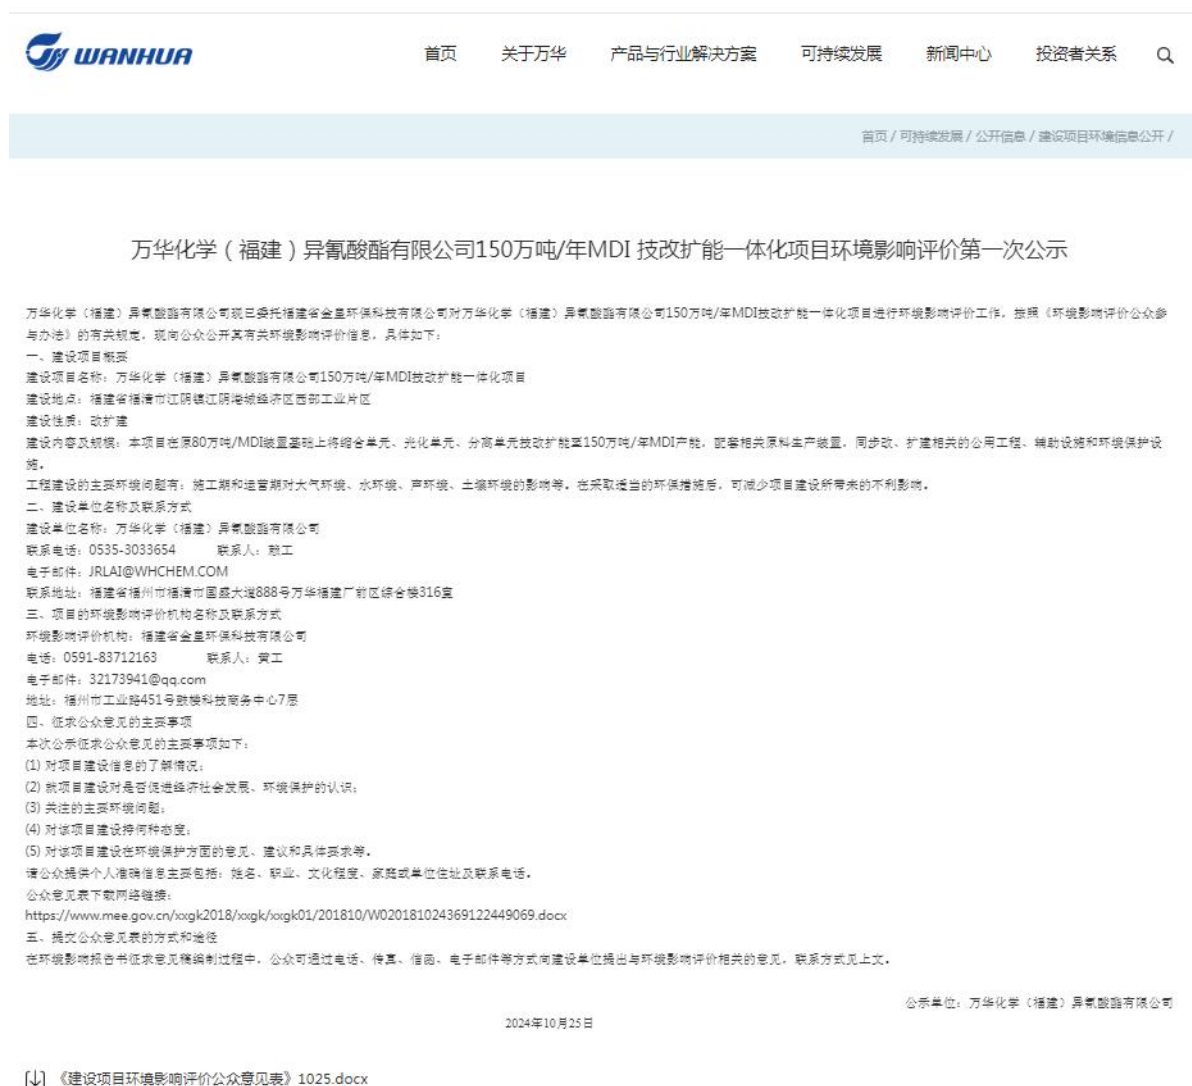 WANHUA
首页 关于万华 产品与行业解决方案 可持续发展 新闻中心 投资者关系
首页 / 可持续发展 / 公开信息 / 建设项目环境信息公开 /
万华化学（福建）异氰酸酯有限公司150万吨/年MDI 技改扩能一体化项目环境影响评价第一次公示
万华化学（福建）异氰酸酯有限公司现已委托福建省金皇环保科技有限公司对万华化学（福建）异氰酸酯有限公司150万吨/年MDI技改扩能一体化项目进行环境影响评价工作，按照《环境影响评价公众参
与办法》的有关规定，现向公众公开其有关环境影响评价信息，具体如下：
一、建设项目概要
建设项目名称：万华化学（福建）异氰酸酯有限公司150万吨/年MDI技改扩能一体化项目
建设地点：福建省福清市江阴镇江阴港城经济区西部工业片区
建设性质：改扩建
建设内容及规模：本项目在原80万吨/MDI装置基础上将缩合单元、光化单元、分离单元技改扩能至150万吨/年MDI产能，配套相关原料生产装置，同步改、扩建相关的公用工程、辅助设施和环境保护设
施。
工程建设的主要环境问题有：施工期和运营期对大气环境、水环境、声环境、土壤环境的影响等。在采取适当的环保措施后，可减少项目建设所带来的不利影响。
二、建设单位名称及联系方式
建设单位名称：万华化学（福建）异氰酸酯有限公司
联系电话：0535-3033654 联系人：赖工
电子邮件：JRLAI@WHCHEM.COM
联系地址：福建省福州市福清市国盛大道888号万华福建厂前区综合楼316室
三、项目的环境影响评价机构名称及联系方式
环境影响评价机构：福建省金皇环保科技有限公司
电话：0591-83712163 联系人：黄工
电子邮件：32173941@qq.com
地址：福州市工业路451号鼓楼科技商务中心7层
四、征求公众意见的主要事项
本次公示征求公众意见的主要事项如下：
(1) 对项目建设信息的了解情况；
(2) 就项目建设对是否促进经济社会发展、环境保护的认识；
(3) 关注的主要环境问题；
(4) 对该项目建设持何种态度；
(5) 对该项目建设在环境保护方面的意见、建议和具体要求等。
请公众提供个人准确信息主要包括：姓名、职业、文化程度、家庭或单位住址及联系电话。
公众意见表下载网络链接：
https://www.mee.gov.cn/xxgk2018/xxgk/xxgk01/201810/W020181024369122449069.docx
五、提交公众意见表的方式和途径
在环境影响报告书征求意见稿编制过程中，公众可通过电话、传真、信函、电子邮件等方式向建设单位提出与环境影响评价相关的意见，联系方式见上文。
公示单位：万华化学（福建）异氰酸酯有限公司
2024年10月25日
《建设项目环境影响评价公众意见表》1025.docx